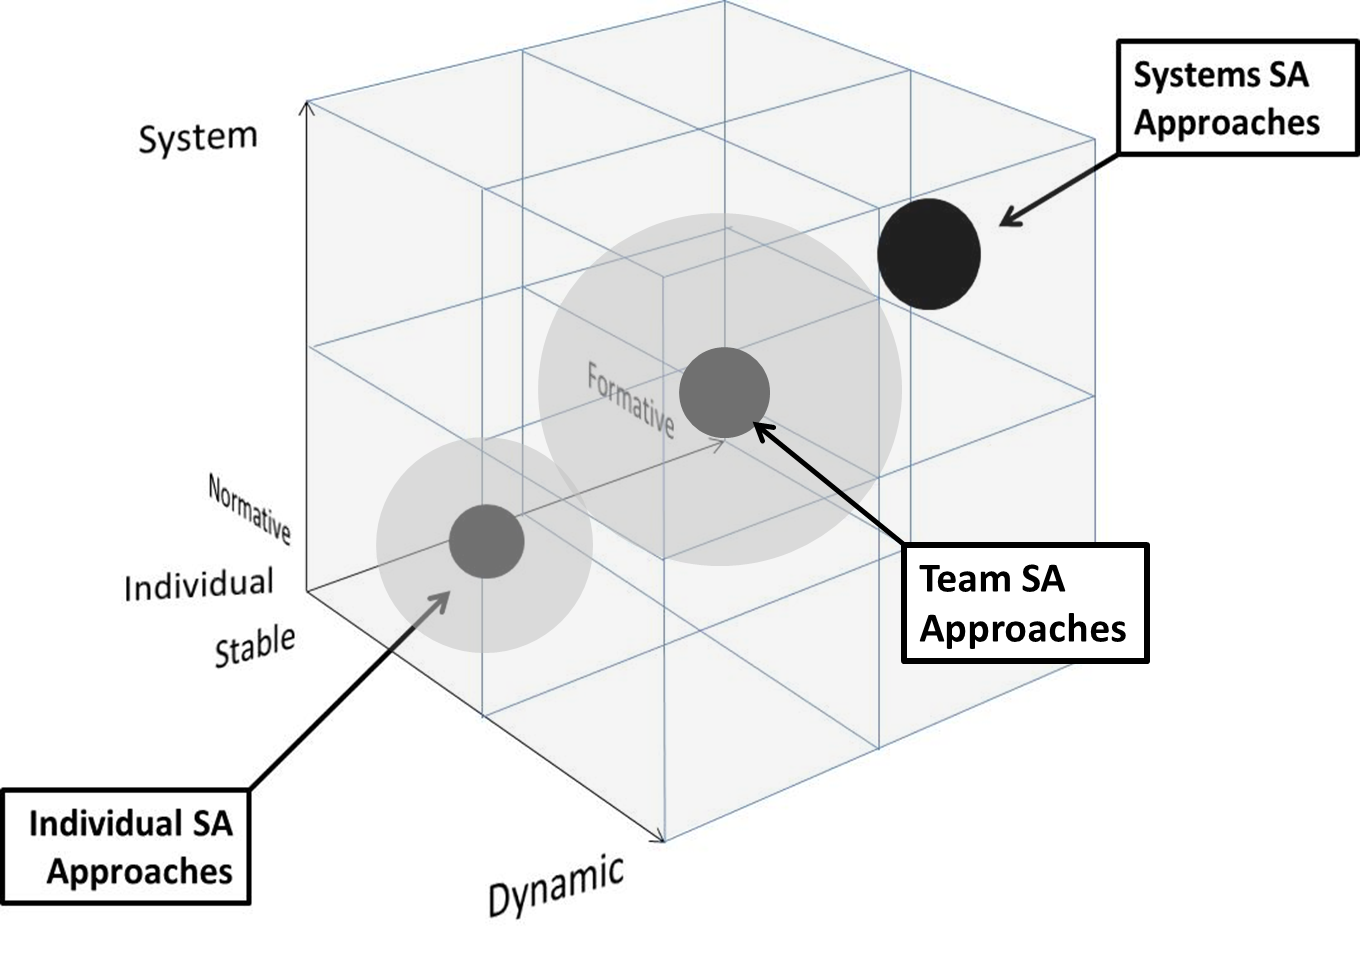 Systems SA
Approaches
System
Formative
Normative
Individual
Stable
Team SA
Approaches
Individual SA
Approaches
Dynamic